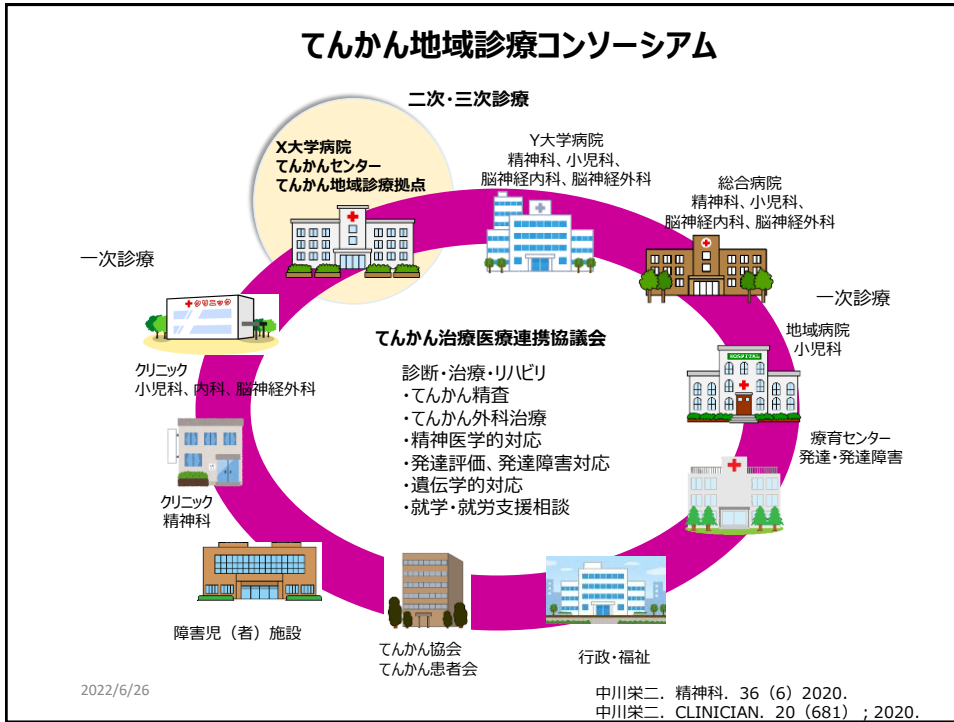 てんかん地域診療コンソーシアム
二次・三次診療
X大学病院
てんかんセンター
てんかん地域診療拠点
Y大学病院
精神科、小児科、
脳神経内科、脳神経外科
総合病院
精神科、小児科、
脳神経内科、脳神経外科
一次診療
一次診療
クリニック
クリニック
小児科、内科、脳神経外科
地域病院
小児科
HOSPITAL
てんかん治療医療連携協議会
診断・治療・リハビリ
・てんかん精査
・てんかん外科治療
・精神医学的対応
・発達評価、発達障害対応
・遺伝学的対応
・就学・就労支援相談
療育センター
発達・発達障害
クリニック
精神科
障害児（者）施設
てんかん協会
てんかん患者会
行政・福祉
2022/6/26
中川栄二. 精神科. 36（6）2020.
中川栄二. CLINICIAN. 20（681）; 2020.